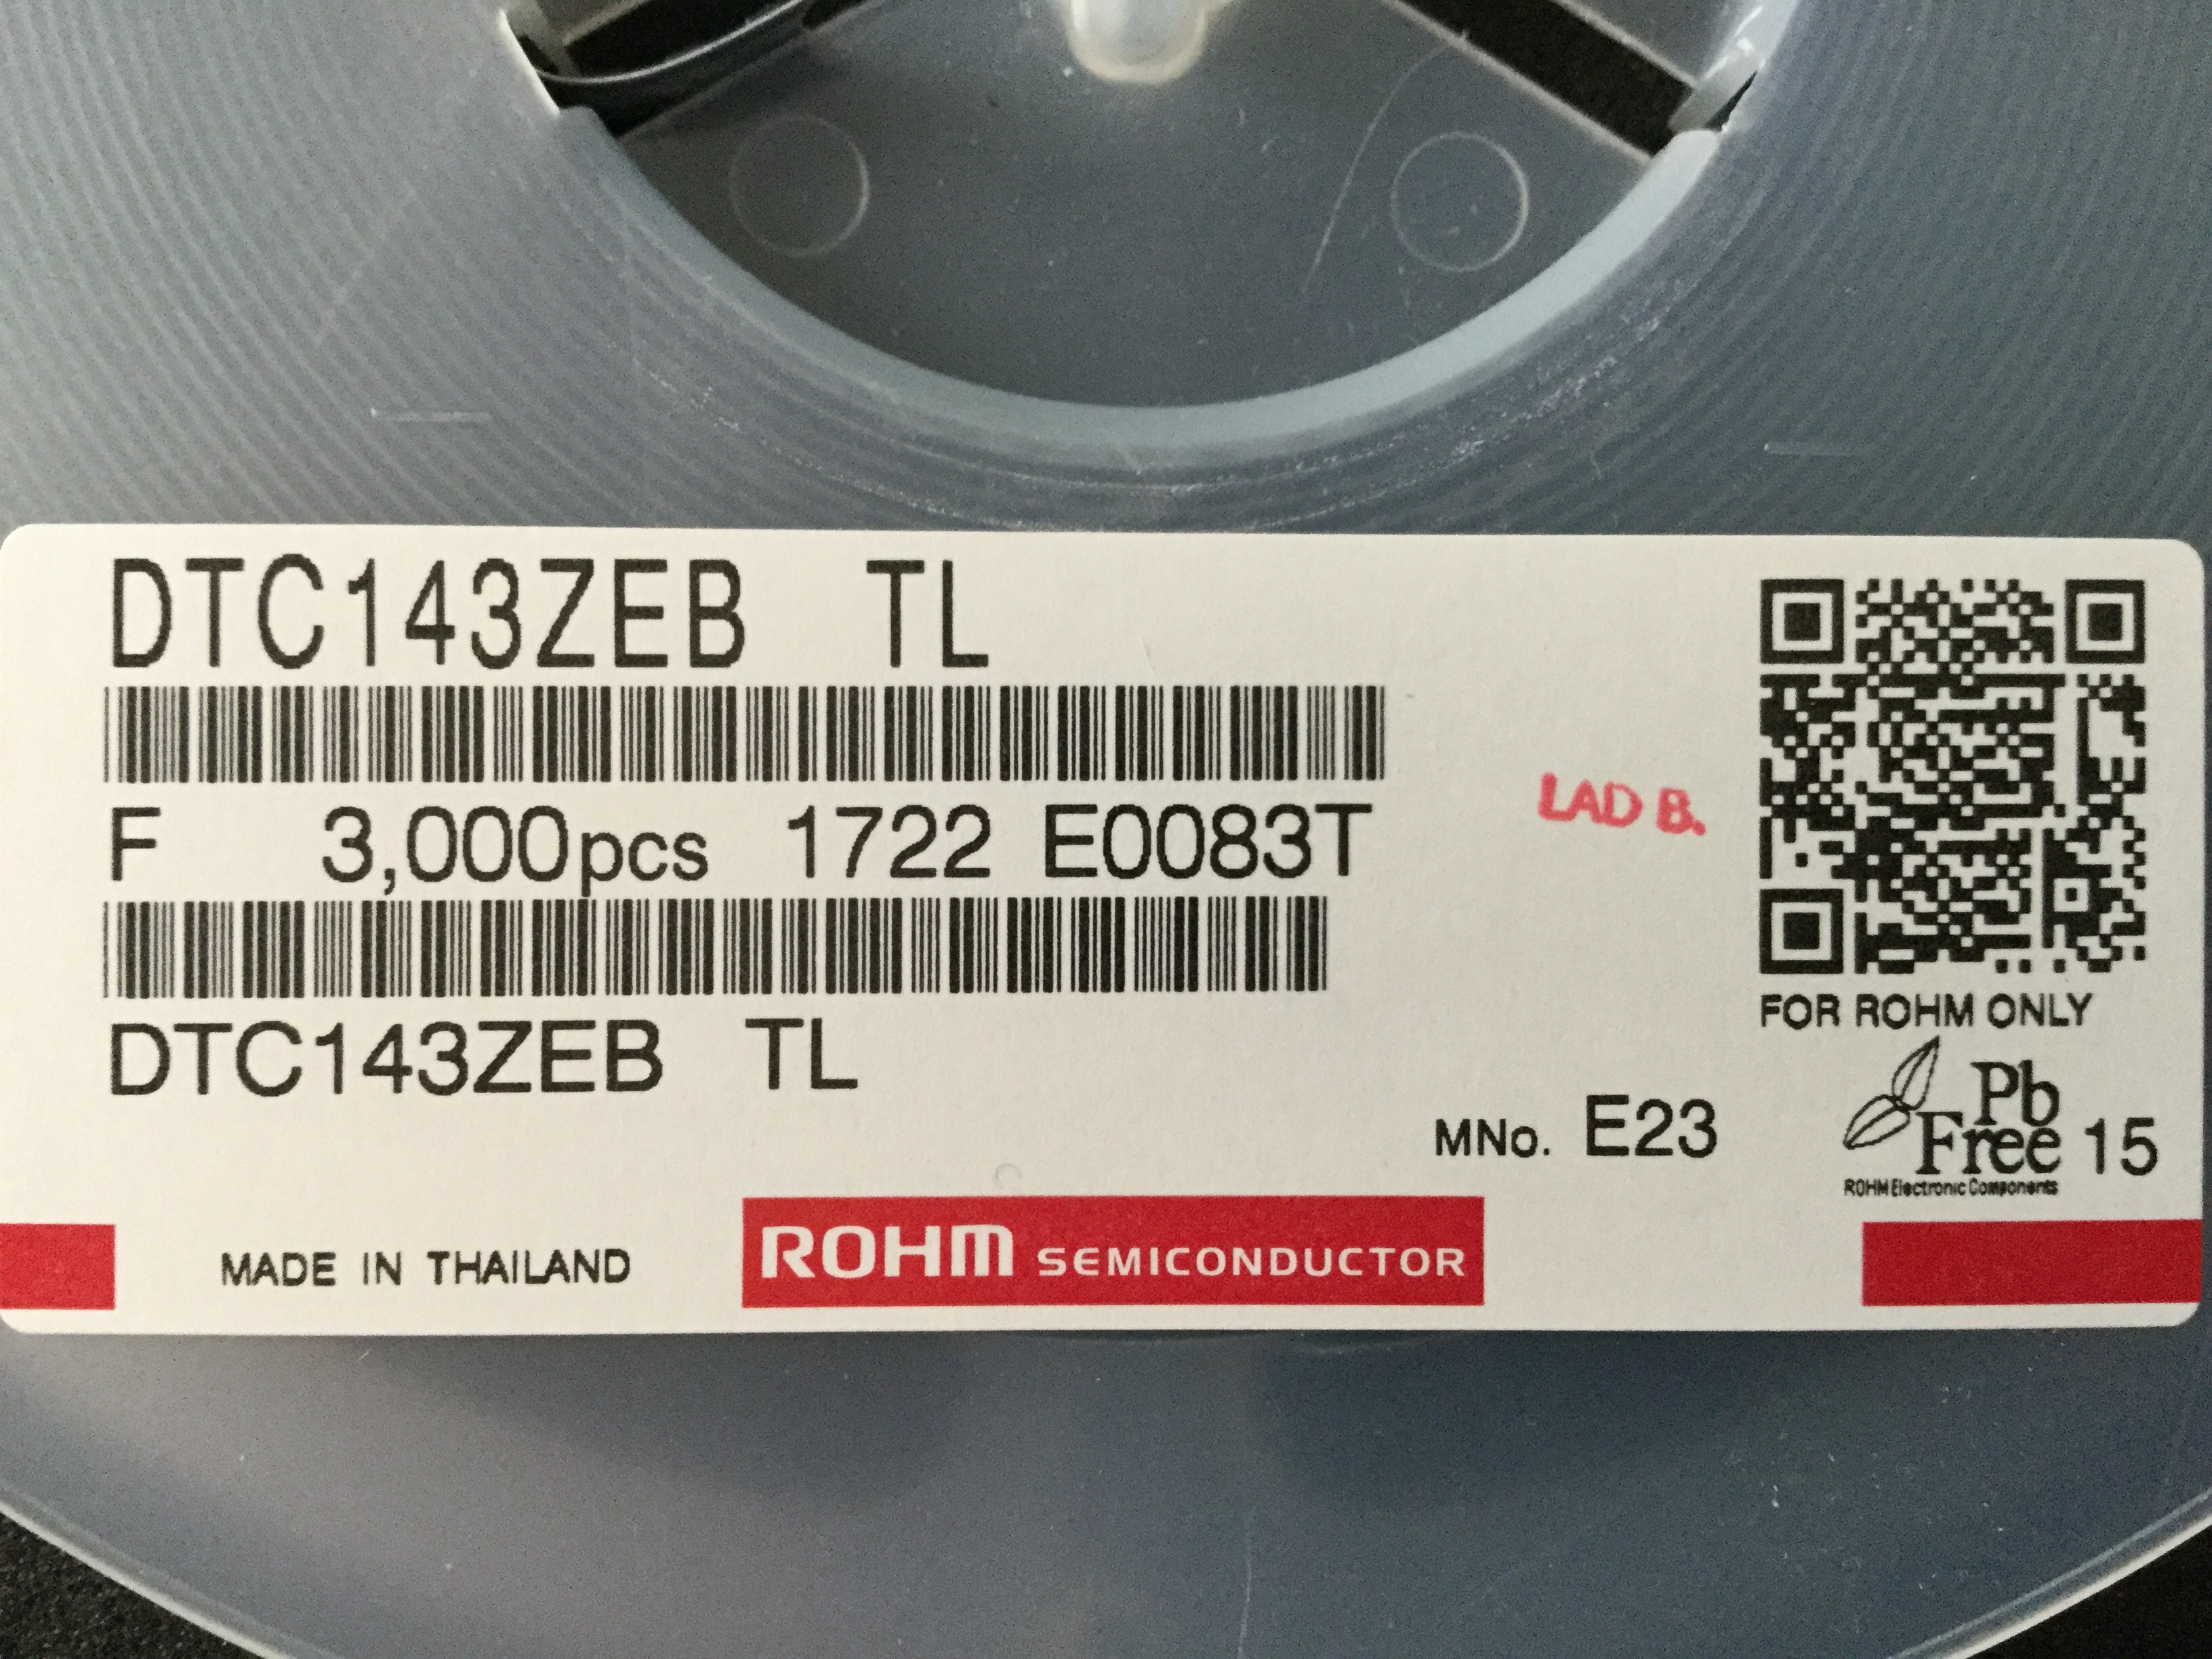 DTC143ZEB TL
F 3,000pcs 1722 E0083T
LAD B.
DTC143ZEB TL
FOR ROHM ONLY
MNo. E23
Pb
Free 15
ROHM Electronic Components
MADE IN THAILAND
ROHM SEMICONDUCTOR